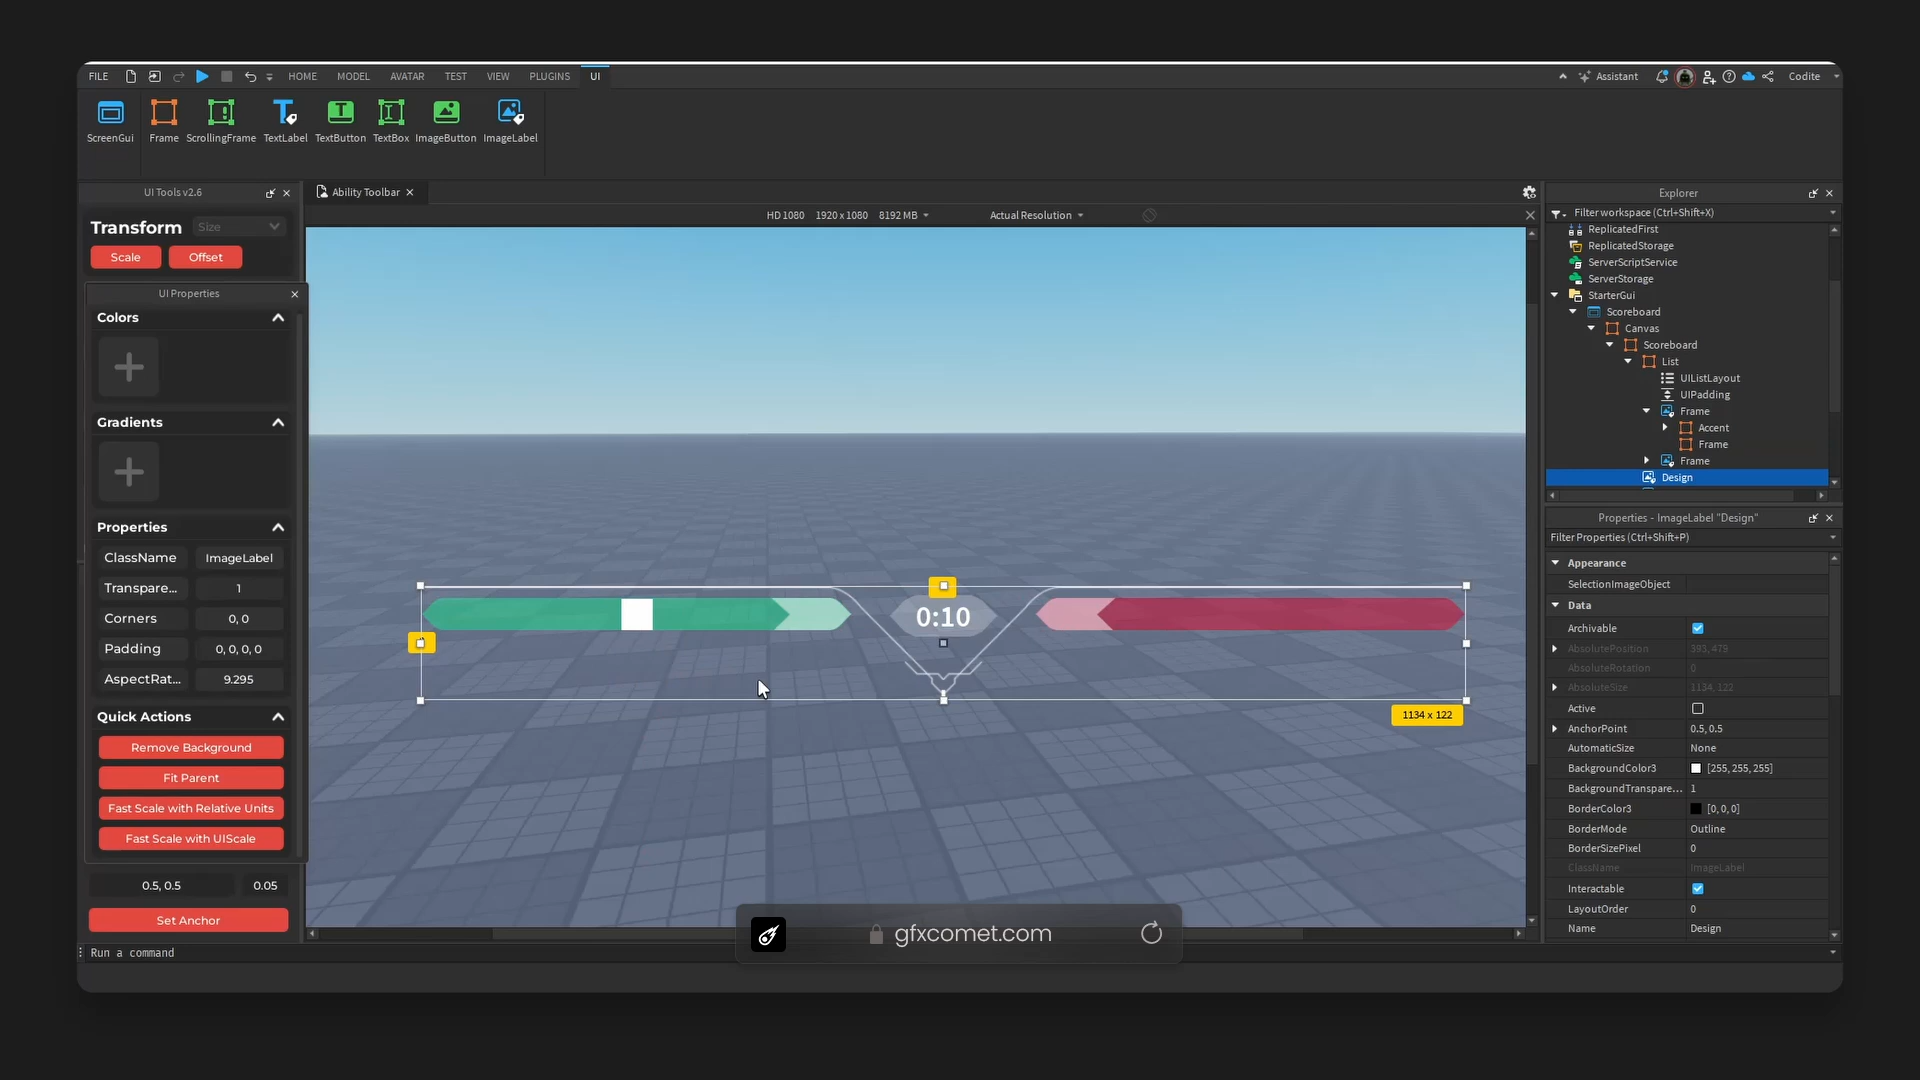 FILE
HOME
MODEL
AVATAR
TEST
VIEW
PLUGINS
UI
Assistant
Codite
ScreenGui
Frame
ScrollingFrame
TextLabel
TextButton
TextBox
ImageButton
ImageLabel
UI Tools v2.6
Ability Toolbar
Explorer
Transform
Size
Scale
Offset
HD 1080
1920 x 1080
8192 MB
Actual Resolution
Filter workspace (Ctrl+Shift+X)
ReplicatedFirst
ReplicatedStorage
ServerScriptService
ServerStorage
StarterGui
Scoreboard
Canvas
Scoreboard
List
UIListLayout
UIPadding
Frame
Accent
Frame
Frame
Design
UI Properties
Colors
Gradients
Properties
ClassName ImageLabel
Transpare... 1
Corners 0, 0
Padding 0, 0, 0, 0
AspectRat... 9.295
Quick Actions
Remove Background
Fit Parent
Fast Scale with Relative Units
Fast Scale with UIScale
0.5, 0.5 0.05
Set Anchor
0:10
1134 x 122
Properties - ImageLabel "Design"
Filter Properties (Ctrl+Shift+P)
Appearance
SelectionImageObject
Data
Archivable
AbsolutePosition 393, 479
AbsoluteRotation 0
AbsoluteSize 1134, 122
Active
AnchorPoint 0.5, 0.5
AutomaticSize None
BackgroundColor3 [255, 255, 255]
BackgroundTranspare... 1
BorderColor3 [0, 0, 0]
BorderMode Outline
BorderSizePixel 0
ClassName ImageLabel
Interactable
LayoutOrder 0
Name Design
gfxcomet.com
Run a command